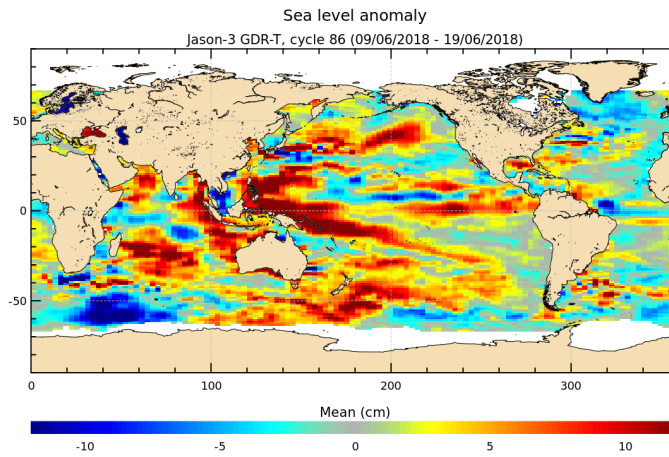 Sea level anomaly
Jason-3 GDR-T, cycle 86 (09/06/2018 - 19/06/2018)
50
0
-50
0 100 200 300
Mean (cm)
-10 -5 0 5 10